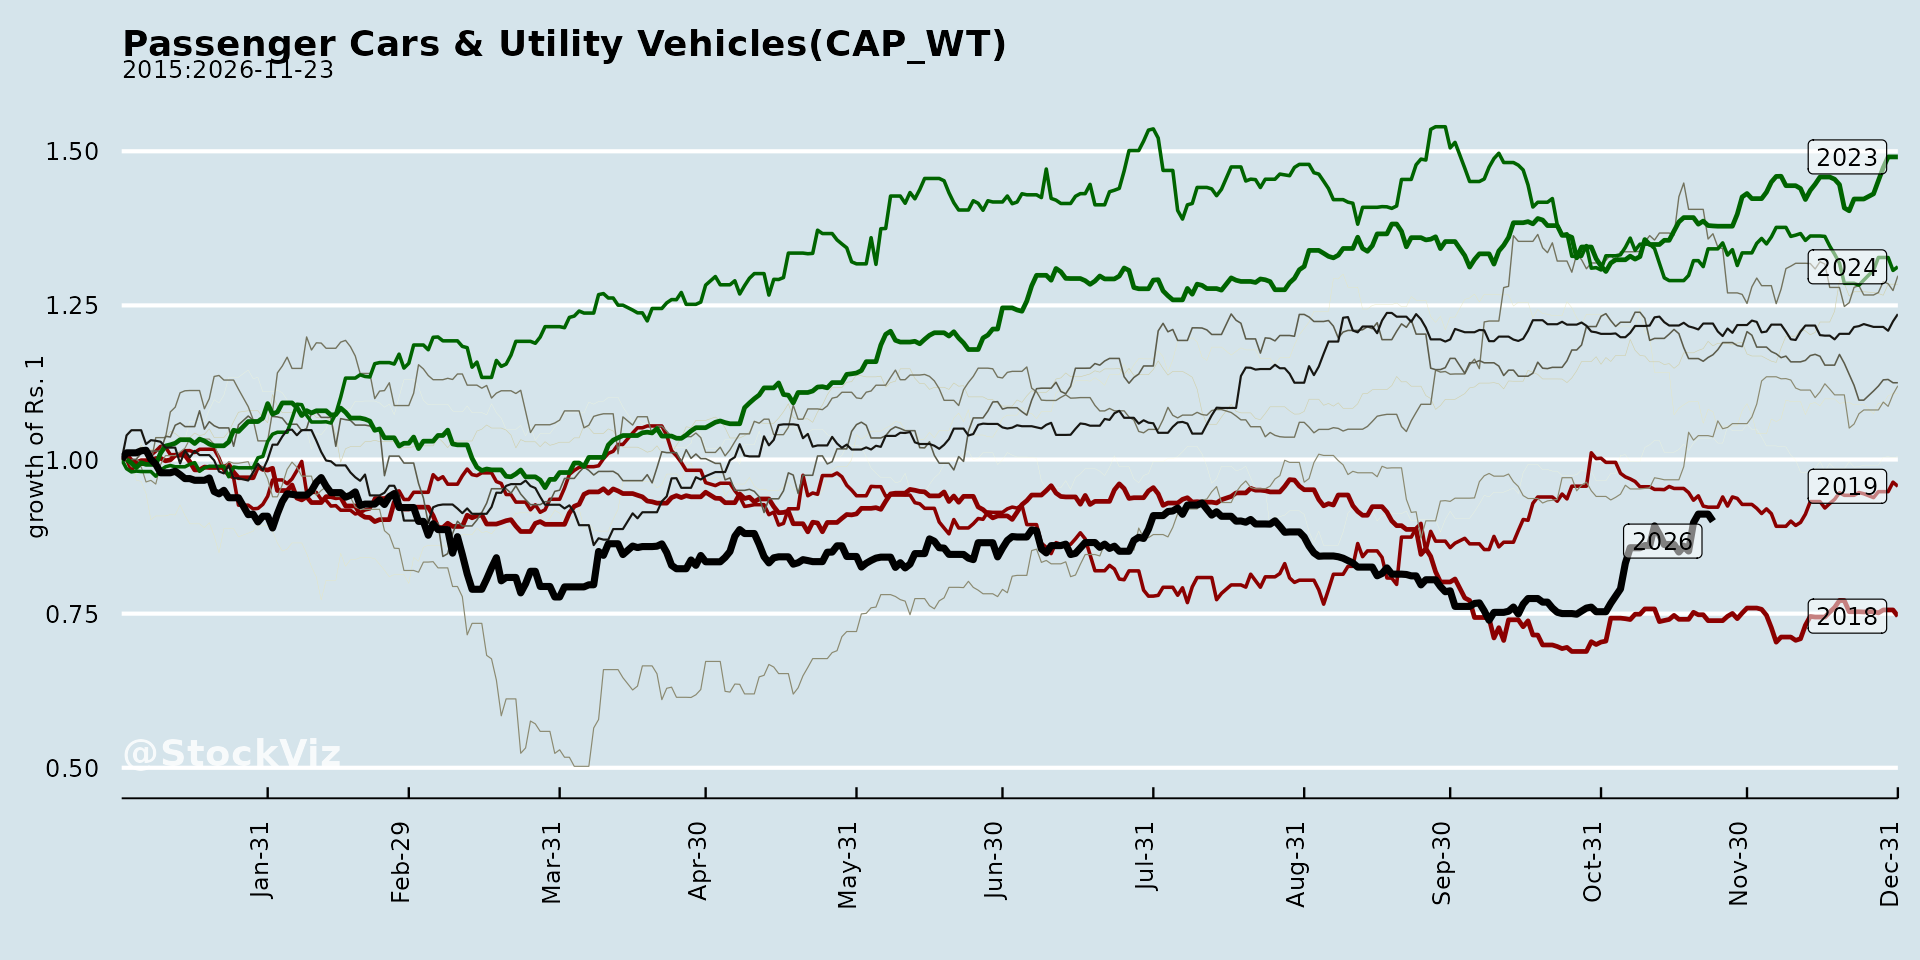 Passenger Cars & Utility Vehicles(CAP_WT)
2015:2026-11-23
growth of Rs. 1
1.50
1.25
1.00
0.75
0.50
2023
2024
2019
2026
2018
@StockViz
Jan-31
Feb-29
Mar-31
Apr-30
May-31
Jun-30
Jul-31
Aug-31
Sep-30
Oct-31
Nov-30
Dec-31